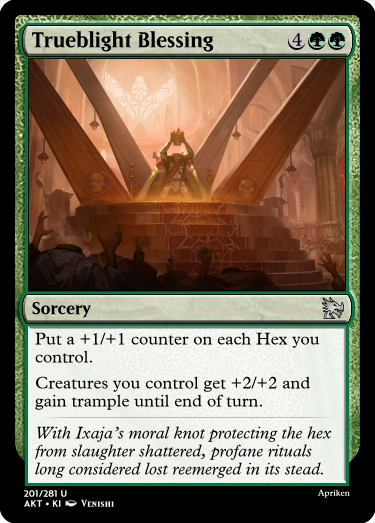 Trueblight Blessing 4
Sorcery
Put a +1/+1 counter on each Hex you
control.
Creatures you control get +2/+2 and
gain trample until end of turn.
With Ixaja's moral knot protecting the hex
from slaughter shattered, profane rituals
long considered lost reemerged in its stead.
201/281 U
Apriken
AKT • KI Venishi